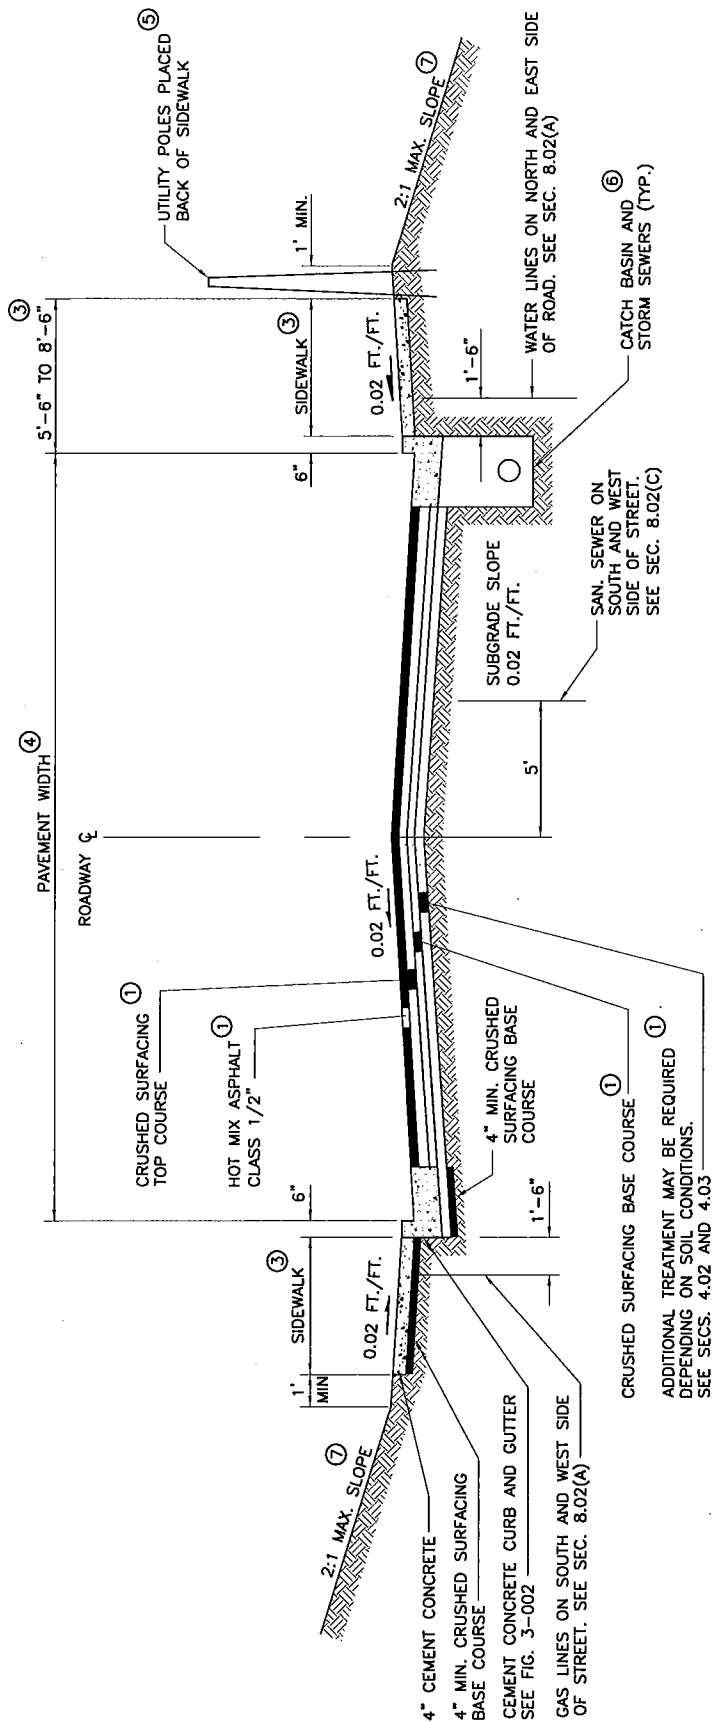 PAVEMENT WIDTH ④
ROADWAY ℄
5'-6" TO 8'-6" ③
UTILITY POLES PLACED ⑤
BACK OF SIDEWALK
CRUSHED SURFACING ①
TOP COURSE
HOT MIX ASPHALT ①
CLASS 1/2"
SIDEWALK ③
6"
1'
MIN
0.02 FT./FT.
2:1 MAX. SLOPE ⑦
0.02 FT./FT.
6"
SIDEWALK ③
0.02 FT./FT.
1' MIN.
2:1 MAX. SLOPE ⑦
4" CEMENT CONCRETE
4" MIN. CRUSHED SURFACING
BASE COURSE
CEMENT CONCRETE CURB AND GUTTER
SEE FIG. 3-002
GAS LINES ON SOUTH AND WEST SIDE
OF STREET. SEE SEC. 8.02(A)
1'-6"
4" MIN. CRUSHED
SURFACING BASE
COURSE
CRUSHED SURFACING BASE COURSE ①
ADDITIONAL TREATMENT MAY BE REQUIRED ①
DEPENDING ON SOIL CONDITIONS.
SEE SECS. 4.02 AND 4.03
5'
SUBGRADE SLOPE
0.02 FT./FT.
SAN. SEWER ON
SOUTH AND WEST
SIDE OF STREET.
SEE SEC. 8.02(C)
1'-6"
WATER LINES ON NORTH AND EAST SIDE
OF ROAD. SEE SEC. 8.02(A)
CATCH BASIN AND ⑥
STORM SEWERS (TYP.)